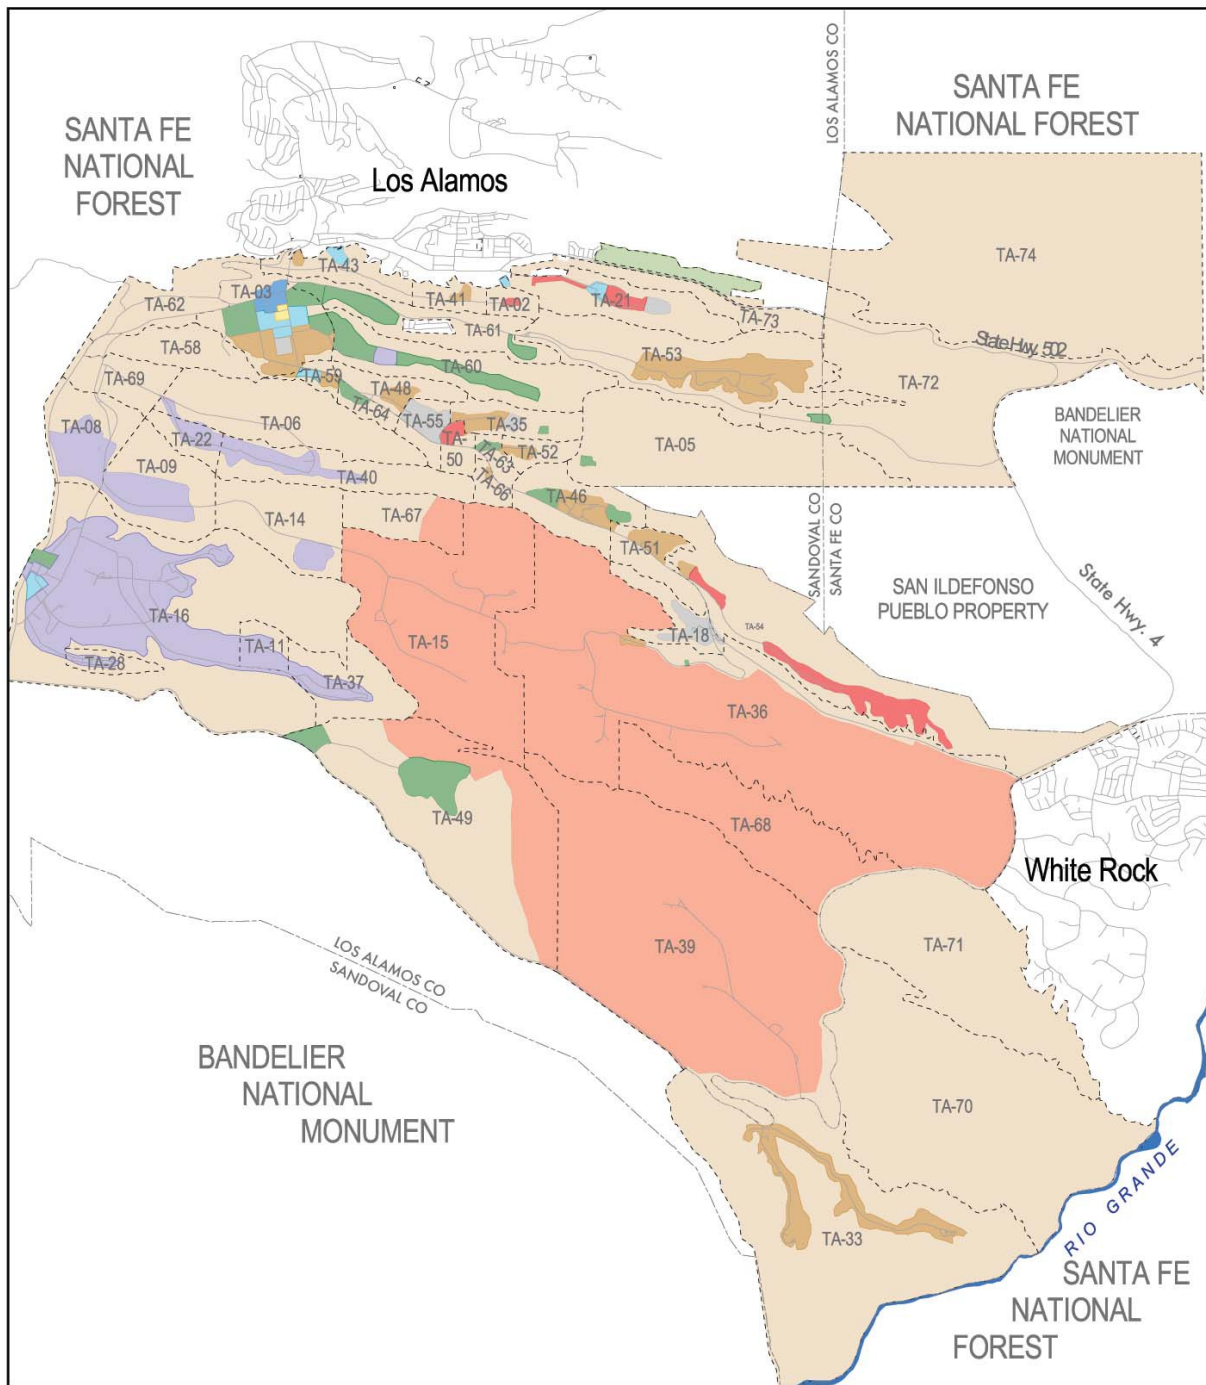 LOS ALAMOS CO
SANTA FE
NATIONAL FOREST
SANTA FE
NATIONAL
FOREST
Los Alamos
TA-74
TA-43
TA-62
TA-03
TA-41
TA-02
TA-21
TA-73
TA-61
TA-58
TA-53
State Hwy. 502
TA-60
TA-72
TA-69
TA-59
TA-48
TA-64
TA-08
TA-22
TA-06
TA-55
TA-35
TA-50
TA-63
TA-52
TA-05
BANDELIER
NATIONAL
MONUMENT
TA-09
TA-40
TA-66
TA-46
TA-14
TA-67
TA-51
SANDOVAL CO
SANTA FE CO
SAN ILDEFONSO
PUEBLO PROPERTY
State Hwy. 4
TA-16
TA-11
TA-15
TA-18
TA-54
TA-28
TA-37
TA-36
TA-49
TA-68
White Rock
TA-39
TA-71
LOS ALAMOS CO
SANDOVAL CO
BANDELIER
NATIONAL
MONUMENT
TA-70
RIO GRANDE
TA-33
SANTA FE
NATIONAL
FOREST